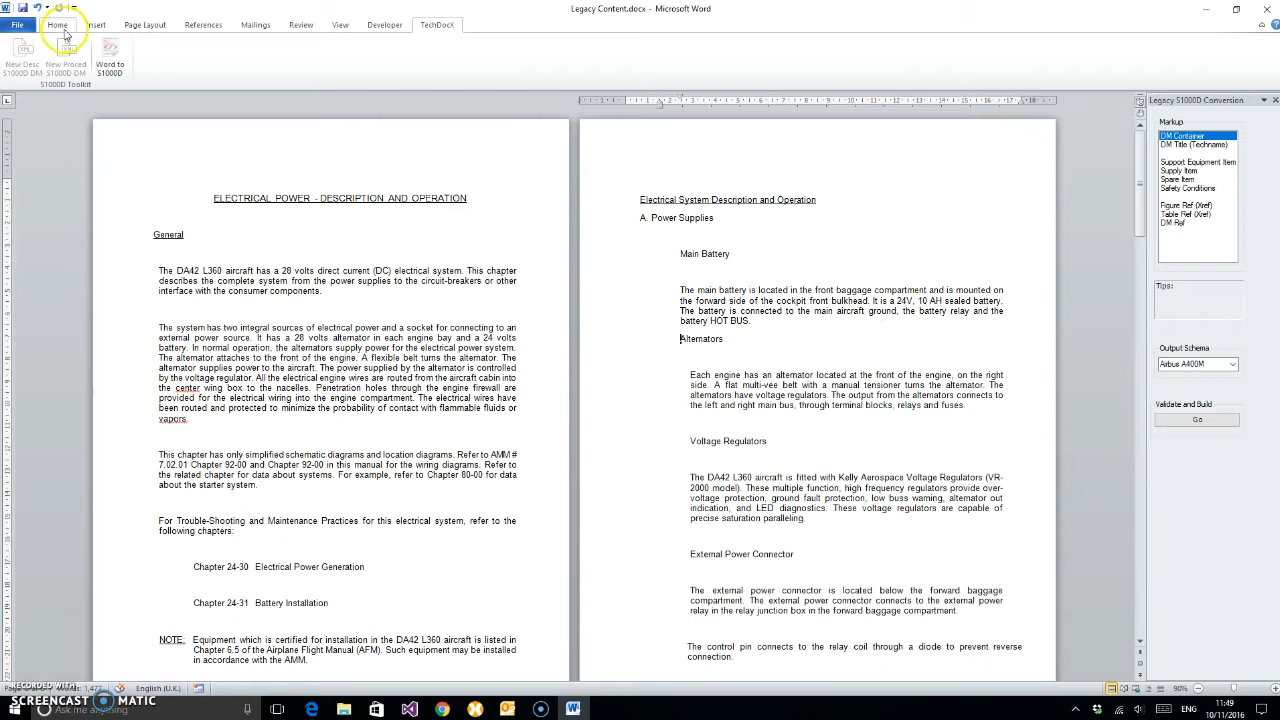 Legacy Content.docx - Microsoft Word
File Home Insert Page Layout References Mailings Review View Developer TechDocX
New Desc S1000D DM
New Proced S1000D DM
Word to S1000D
S1000D Toolkit
ELECTRICAL POWER - DESCRIPTION AND OPERATION
General
The DA42 L360 aircraft has a 28 volts direct current (DC) electrical system. This chapter
describes the complete system from the power supplies to the circuit-breakers or other
interface with the consumer components.
The system has two integral sources of electrical power and a socket for connecting to an
external power source. It has a 28 volts alternator in each engine bay and a 24 volts
battery. In normal operation, the alternators supply power for the electrical power system.
The alternator attaches to the front of the engine. A flexible belt turns the alternator. The
alternator supplies power to the aircraft. The power supplied by the alternator is controlled
by the voltage regulator. All the electrical engine wires are routed from the aircraft cabin into
the center wing box to the nacelles. Penetration holes through the engine firewall are
provided for the electrical wiring into the engine compartment. The electrical wires have
been routed and protected to minimize the probability of contact with flammable fluids or
vapors.
This chapter has only simplified schematic diagrams and location diagrams. Refer to AMM #
7.02.01 Chapter 92-00 and Chapter 92-00 in this manual for the wiring diagrams. Refer to
the related chapter for data about systems. For example, refer to Chapter 80-00 for data
about the starter system.
For Trouble-Shooting and Maintenance Practices for this electrical system, refer to the
following chapters:
Chapter 24-30 Electrical Power Generation
Chapter 24-31 Battery Installation
NOTE: Equipment which is certified for installation in the DA42 L360 aircraft is listed in
Chapter 6.5 of the Airplane Flight Manual (AFM). Such equipment may be installed
in accordance with the AMM.
Electrical System Description and Operation
A. Power Supplies
Main Battery
The main battery is located in the front baggage compartment and is mounted on
the forward side of the cockpit front bulkhead. It is a 24V, 10 AH sealed battery.
The battery is connected to the main aircraft ground, the battery relay and the
battery HOT BUS.
Alternators
Each engine has an alternator located at the front of the engine, on the right
side. A flat multi-vee belt with a manual tensioner turns the alternator. The
alternators have voltage regulators. The output from the alternators connects to
the left and right main bus, through terminal blocks, relays and fuses.
Voltage Regulators
The DA42 L360 aircraft is fitted with Kelly Aerospace Voltage Regulators (VR-
2000 model). These multiple function, high frequency regulators provide over-
voltage protection, ground fault protection, low buss warning, alternator out
indication, and LED diagnostics. These voltage regulators are capable of
precise saturation paralleling.
External Power Connector
The external power connector is located below the forward baggage
compartment. The external power connector connects to the external power
relay in the relay junction box in the forward baggage compartment.
The control pin connects to the relay coil through a diode to prevent reverse
connection.
Legacy S1000D Conversion
Markup
DM Container
DM Title (Techname)
Support Equipment Item
Supply Item
Spare Item
Safety Conditions
Figure Ref (Xref)
Table Ref (Xref)
DM Ref
Tips:
Output Schema
Airbus A400M
Validate and Build
Go
Words: 1,477 English (U.K.) 90%
RECORDED WITH
SCREENCAST MATIC
Ask me anything
ENG
11:49
10/11/2016